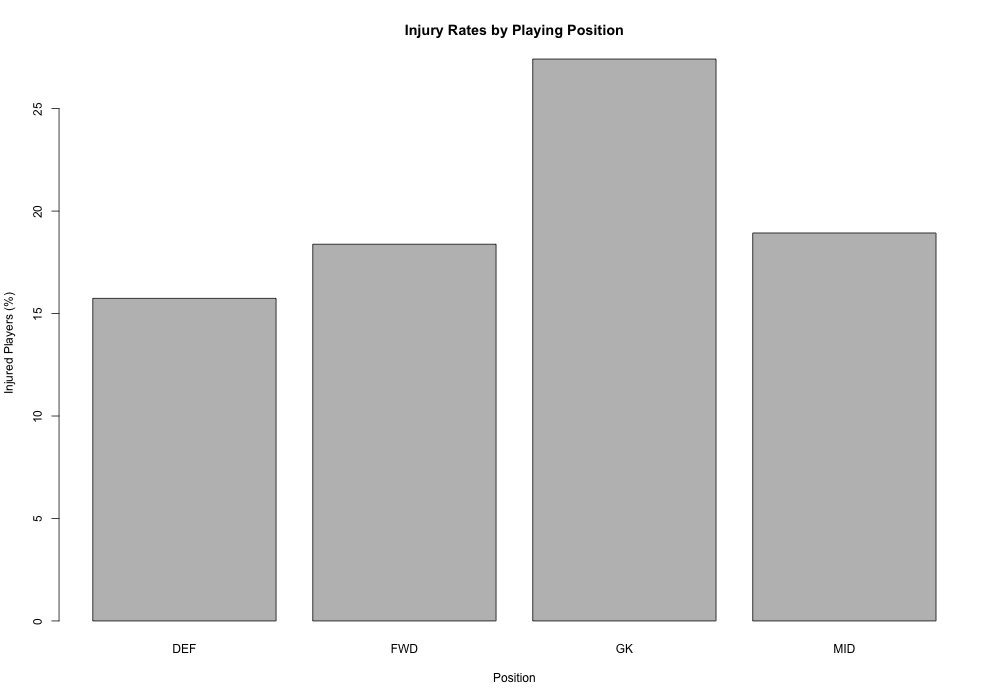 Injury Rates by Playing Position
Injured Players (%)
25
20
15
10
5
0
DEF FWD GK MID
Position